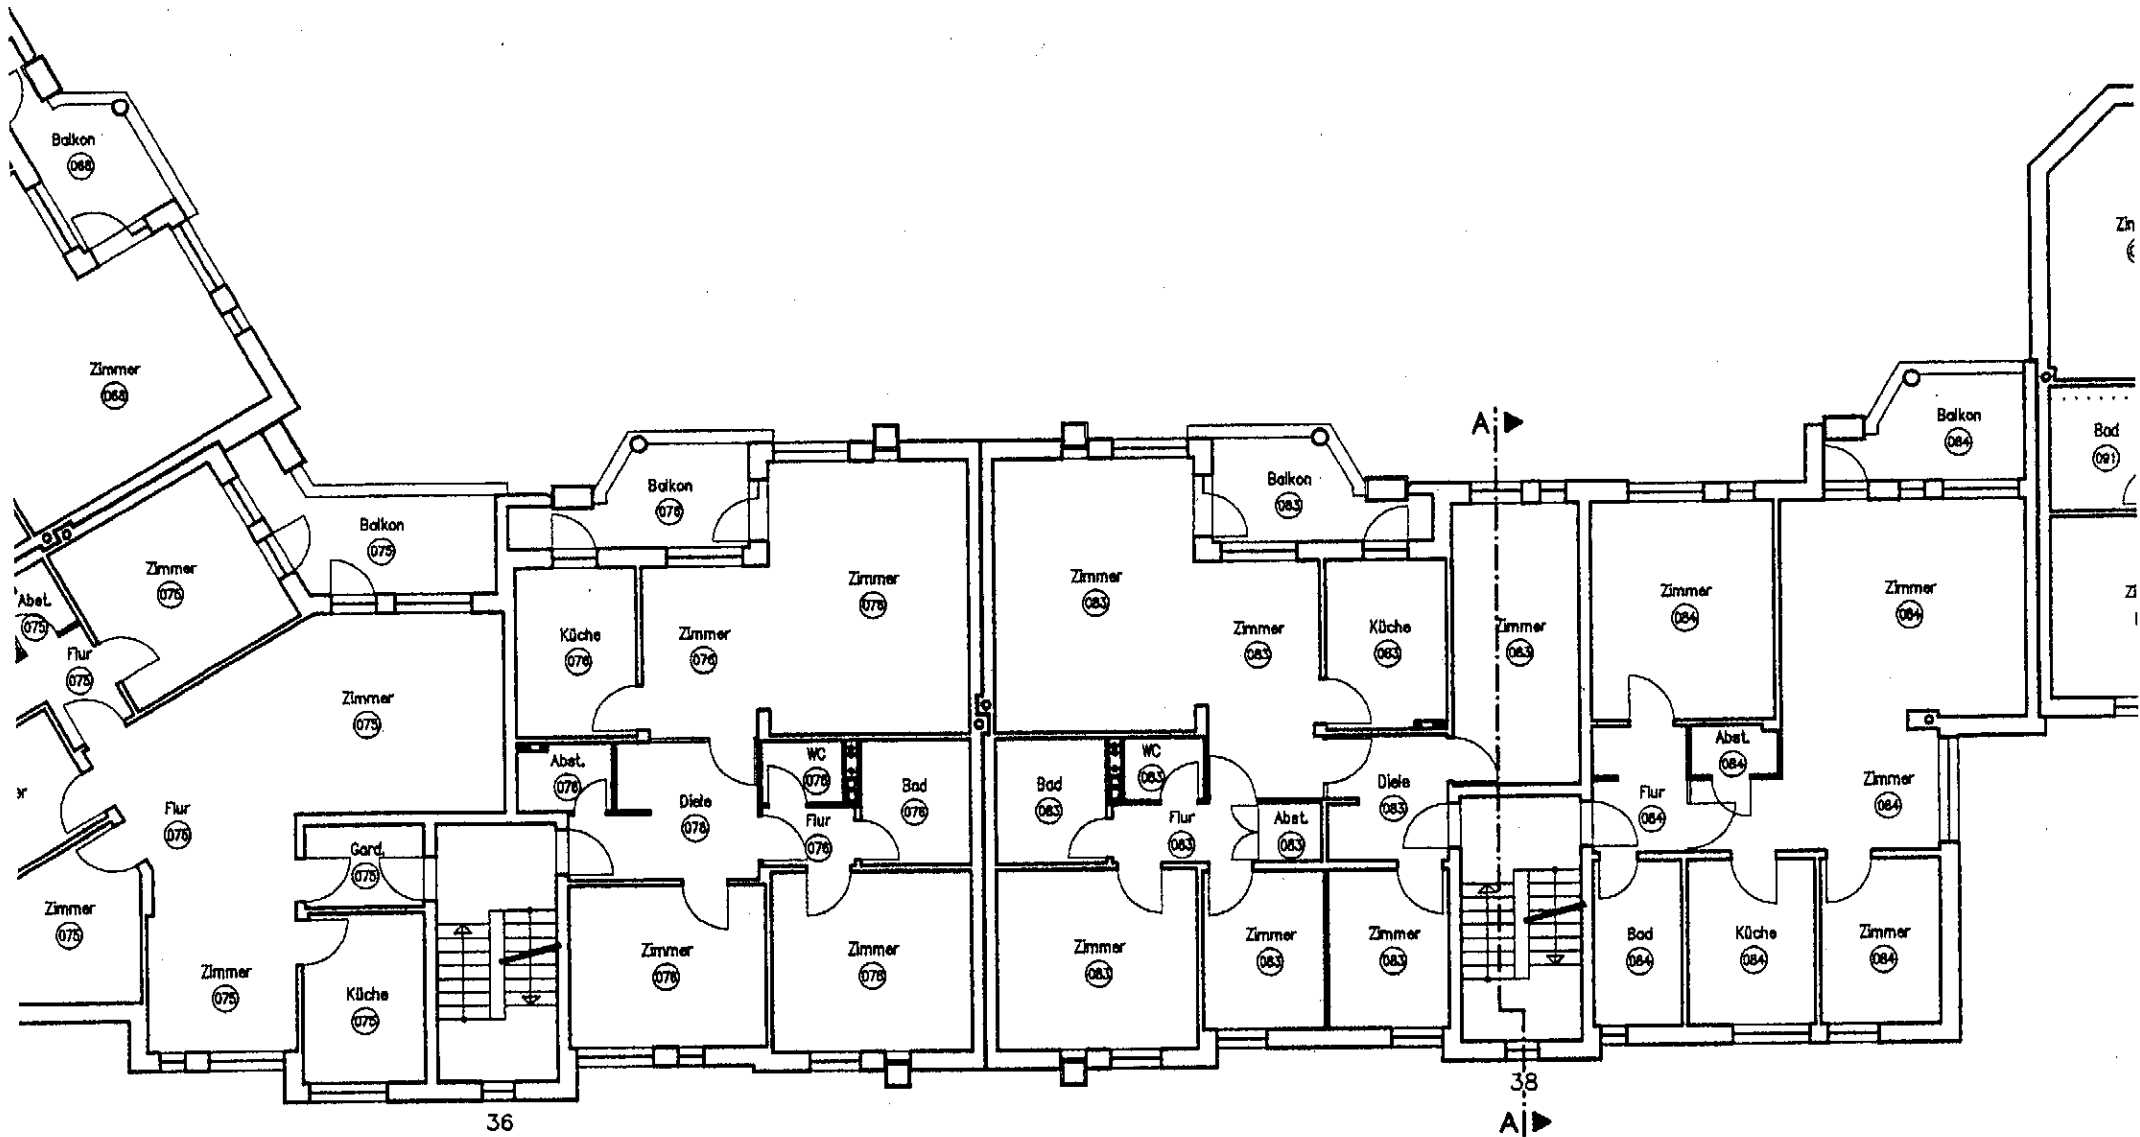 Balkon
068
Zimmer
068
Balkon
075
Zimmer
075
Abst.
075
Flur
075
Zimmer
075
Flur
076
Gard.
075
Zimmer
075
Zimmer
075
Küche
075
36
Balkon
076
Zimmer
076
Küche
076
Zimmer
076
Abst.
076
Diele
076
WC
076
Bad
076
Flur
076
Zimmer
076
Zimmer
076
Balkon
083
Zimmer
083
Zimmer
083
Küche
083
Zimmer
083
Bad
083
WC
083
Flur
083
Abst.
083
Diele
083
Zimmer
083
Zimmer
083
Zimmer
083
A
38
A
Balkon
084
Zimmer
084
Zimmer
084
Abst.
084
Flur
084
Zimmer
084
Bad
084
Küche
084
Zimmer
084
Bad
091